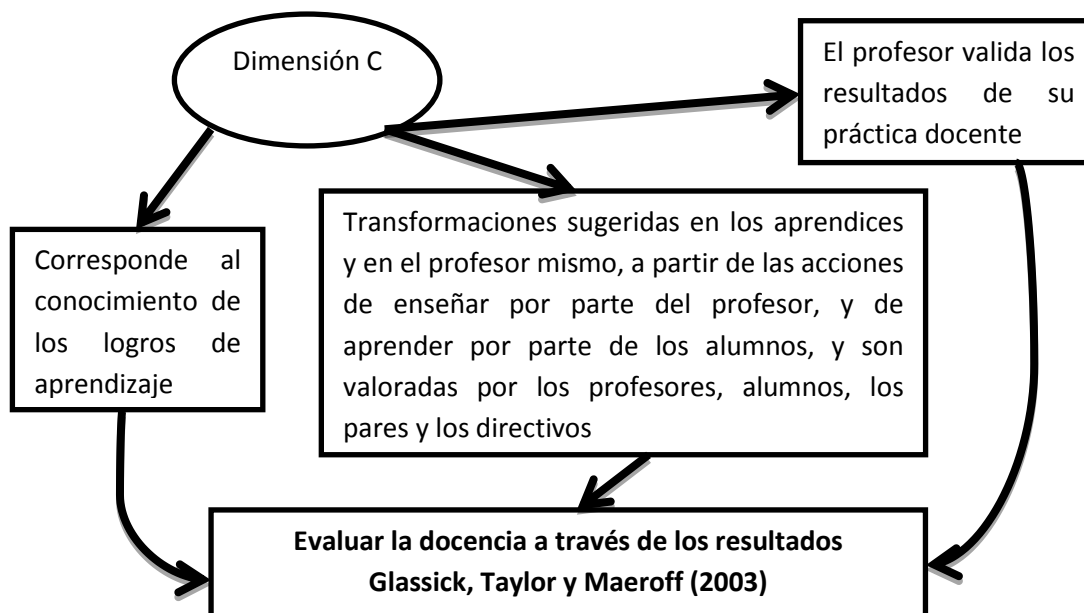 Dimensión C
El profesor valida los
resultados de su
práctica docente
Corresponde al
conocimiento de
los logros de
aprendizaje
Transformaciones sugeridas en los aprendices
y en el profesor mismo, a partir de las acciones
de enseñar por parte del profesor, y de
aprender por parte de los alumnos, y son
valoradas por los profesores, alumnos, los
pares y los directivos
Evaluar la docencia a través de los resultados
Glassick, Taylor y Maeroff (2003)